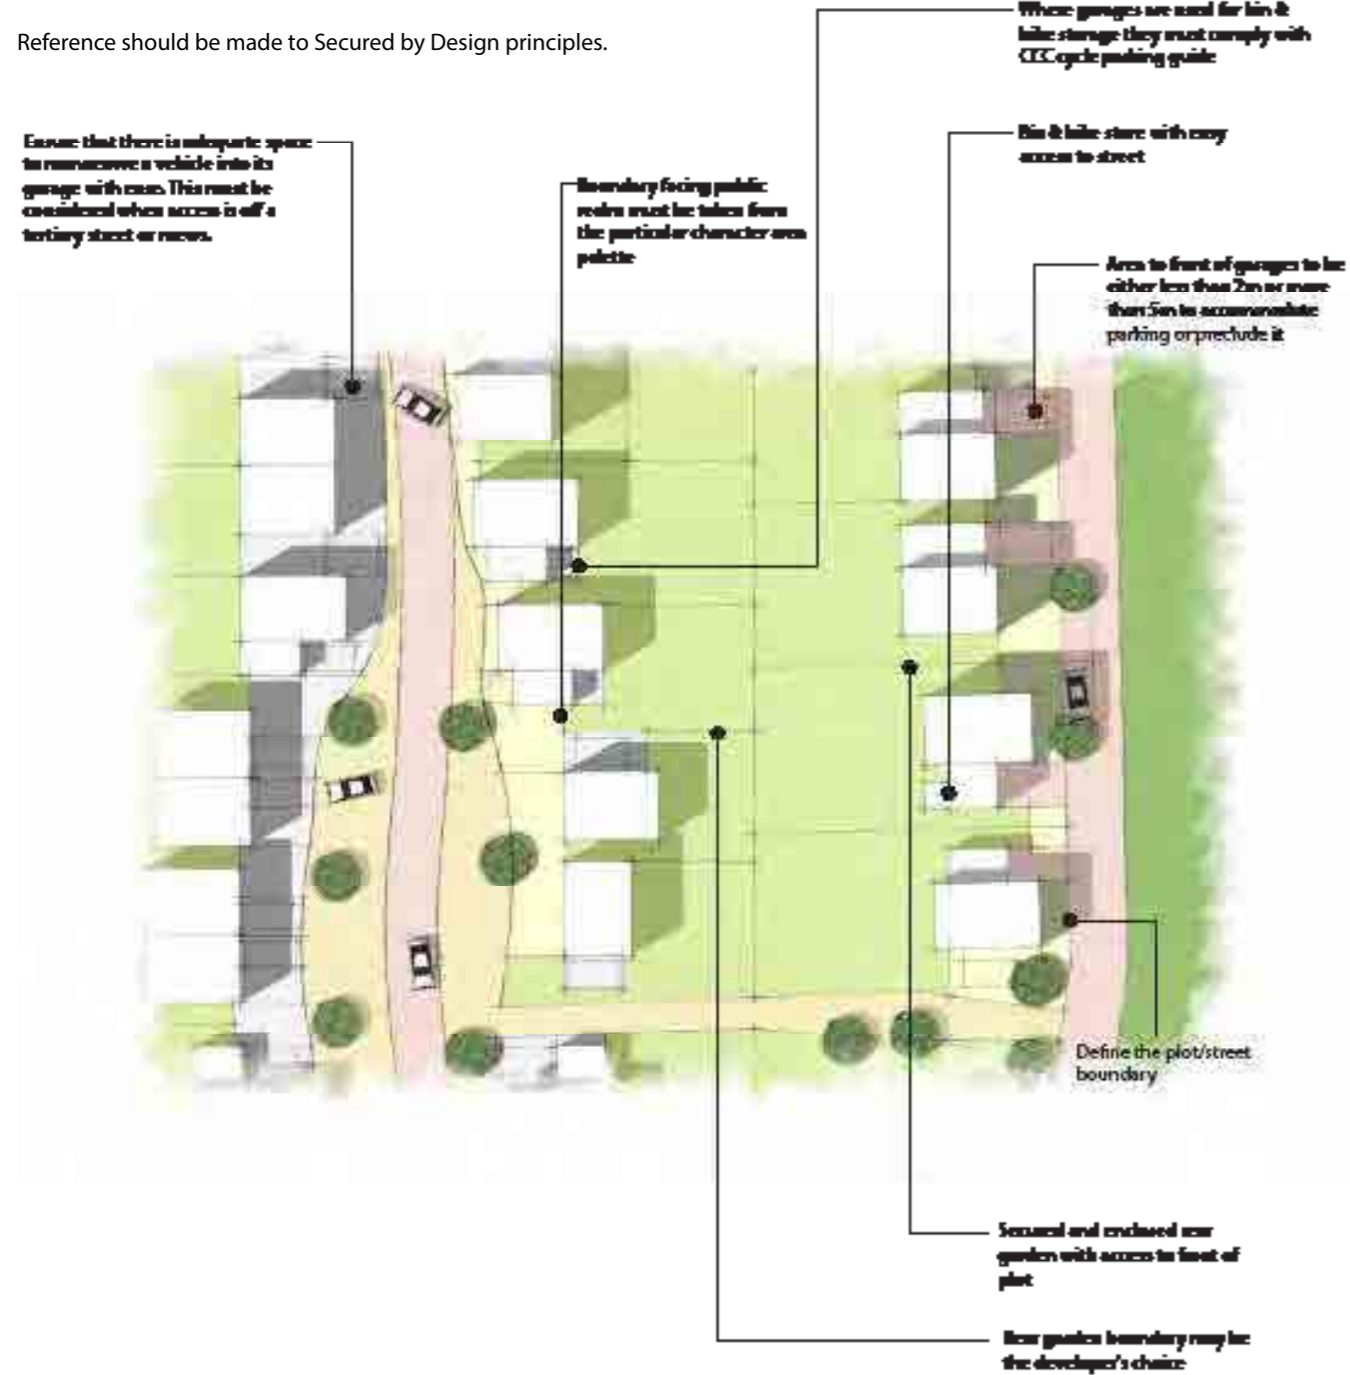 Reference should be made to Secured by Design principles.
Where garages are used for bin &
bike storage they must comply with
CEC cycle parking guide
Ensure that there is adequate space
to manoeuvre a vehicle into its
garage with ease. This must be
considered when access is off a
tertiary street or mews.
Bin & bike store with easy
access to street
Boundary facing public
realm must be taken from
the particular character area
palette
Area to front of garages to be
either less than 2m or more
than 5m to accommodate
parking or preclude it
Define the plot/street
boundary
Secured and enclosed rear
garden with access to front of
plot
Rear garden boundary may be
the developer's choice